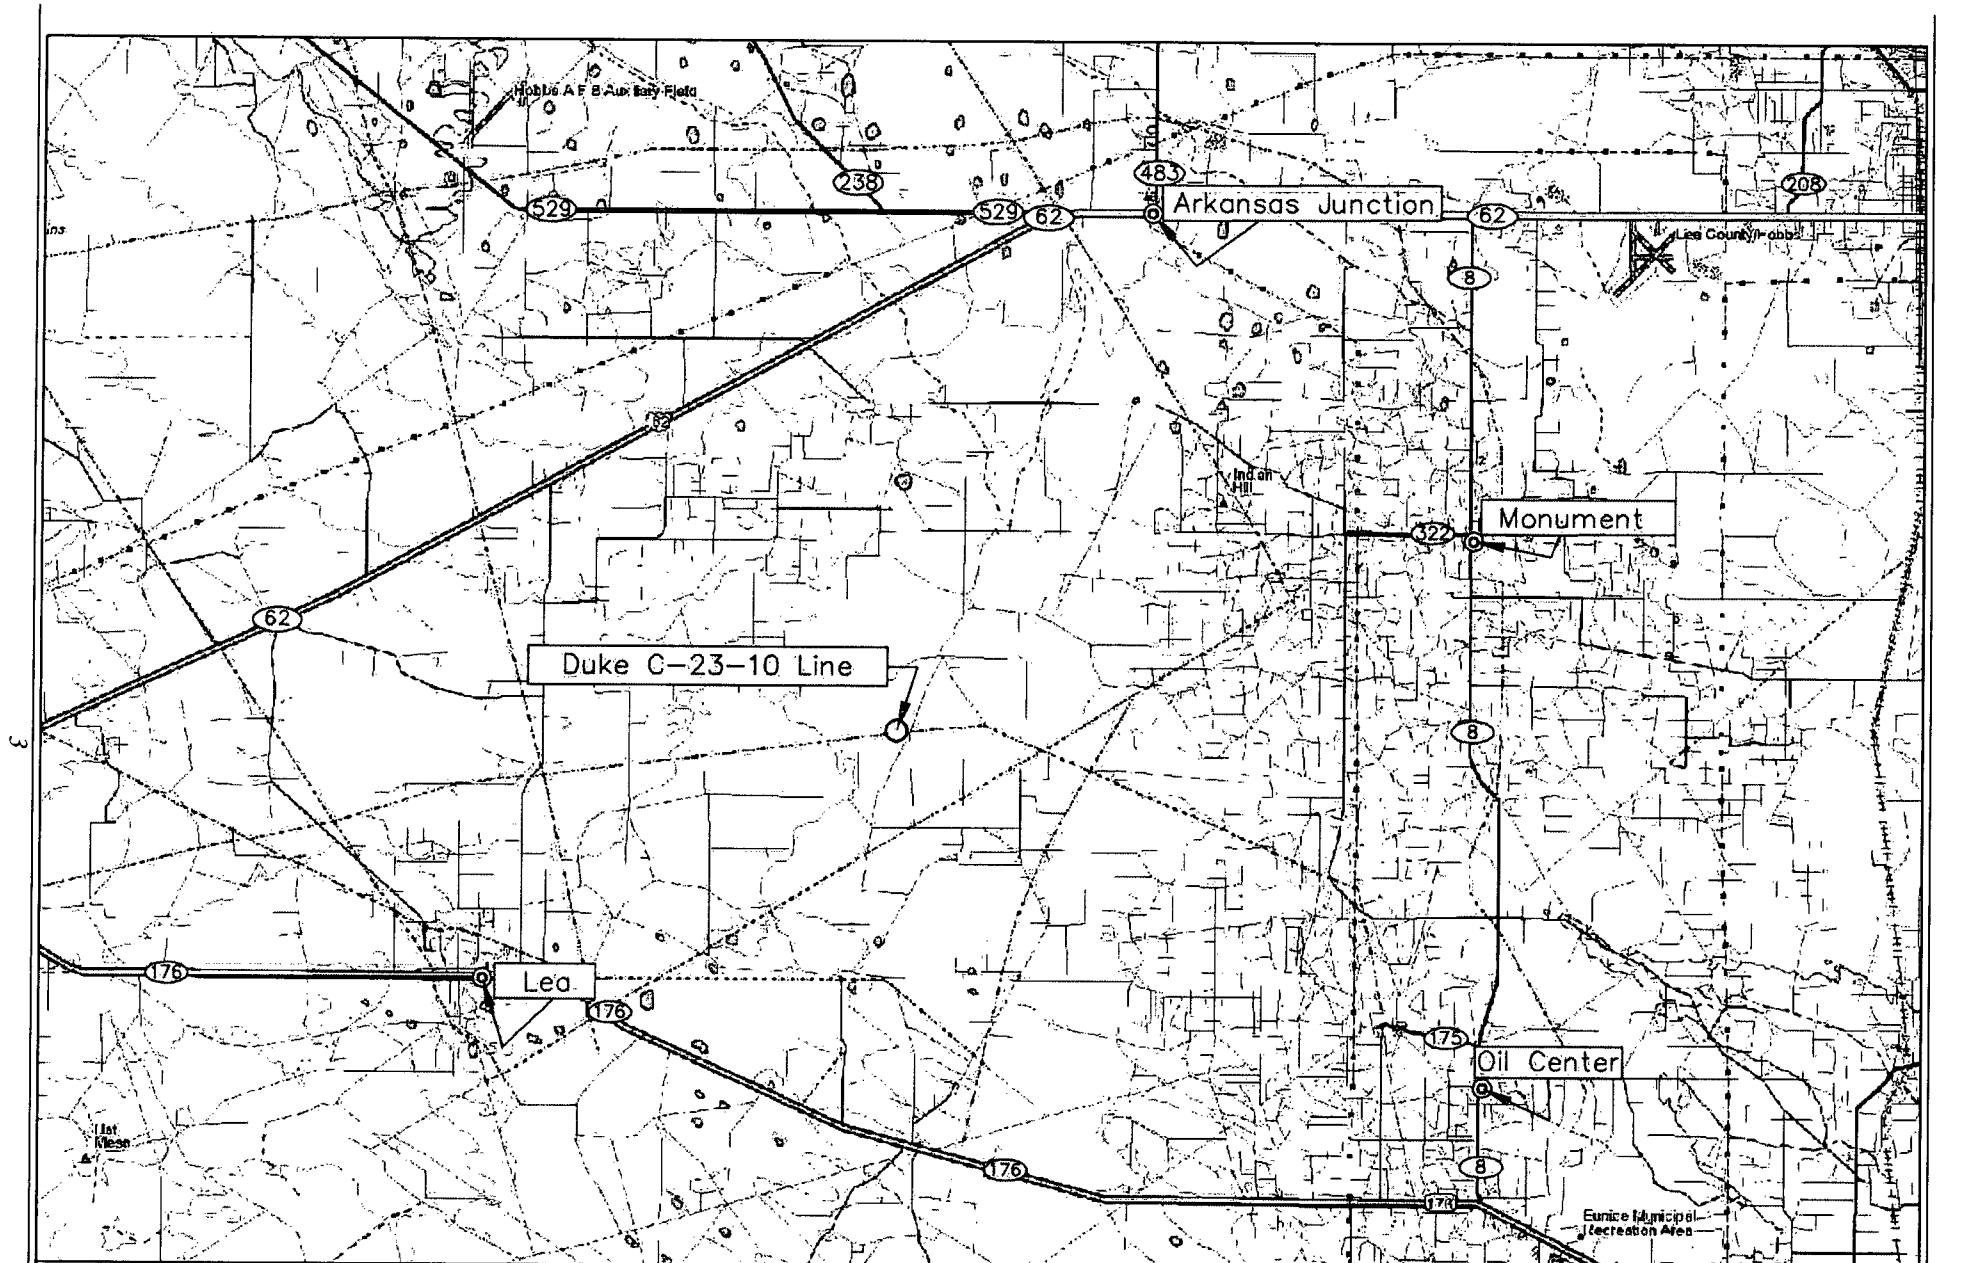 Hobbs A F B Auxiliary Field
238
483
208
529
529
62
Arkansas Junction
62
ins
Lea County/Hobbs
8
62
Indian
Hill
Monument
322
62
Duke C-23-10 Line
8
3
176
Lea
176
175
Oil Center
Flat
Mesa
176
8
176
Eunice Municipal
Recreation Area